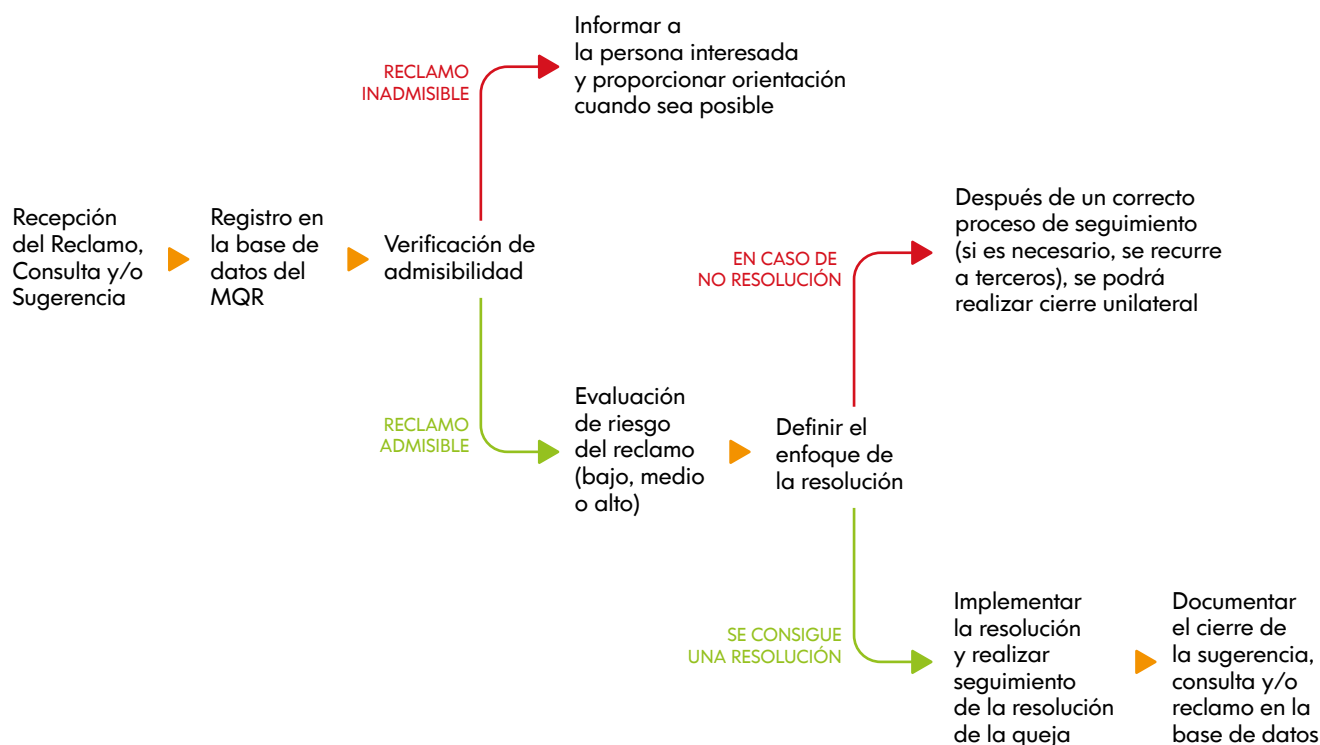 Informar a
la persona interesada
y proporcionar orientación
cuando sea posible
RECLAMO
INADMISIBLE
Recepción
del Reclamo,
Consulta y/o
Sugerencia
Registro en
la base de
datos del
MQR
Verificación de
admisibilidad
Después de un correcto
proceso de seguimiento
(si es necesario, se recurre
a terceros), se podrá
realizar cierre unilateral
EN CASO DE
NO RESOLUCIÓN
RECLAMO
ADMISIBLE
Evaluación
de riesgo
del reclamo
(bajo, medio
o alto)
Definir el
enfoque de
la resolución
SE CONSIGUE
UNA RESOLUCIÓN
Implementar
la resolución
y realizar
seguimiento
de la resolución
de la queja
Documentar
el cierre de
la sugerencia,
consulta y/o
reclamo en la
base de datos